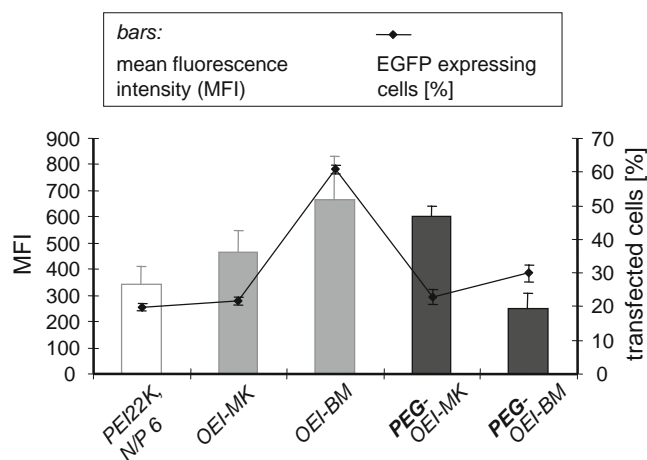 bars:
mean fluorescence
intensity (MFI)
EGFP expressing
cells [%]
900
800
700
600
500
400
300
200
100
0
MFI
70
60
50
40
30
20
10
0
transfected cells [%]
PEI22K,
N/P 6
OEI-MK
OEI-BM
PEG-
OEI-MK
PEG-
OEI-BM